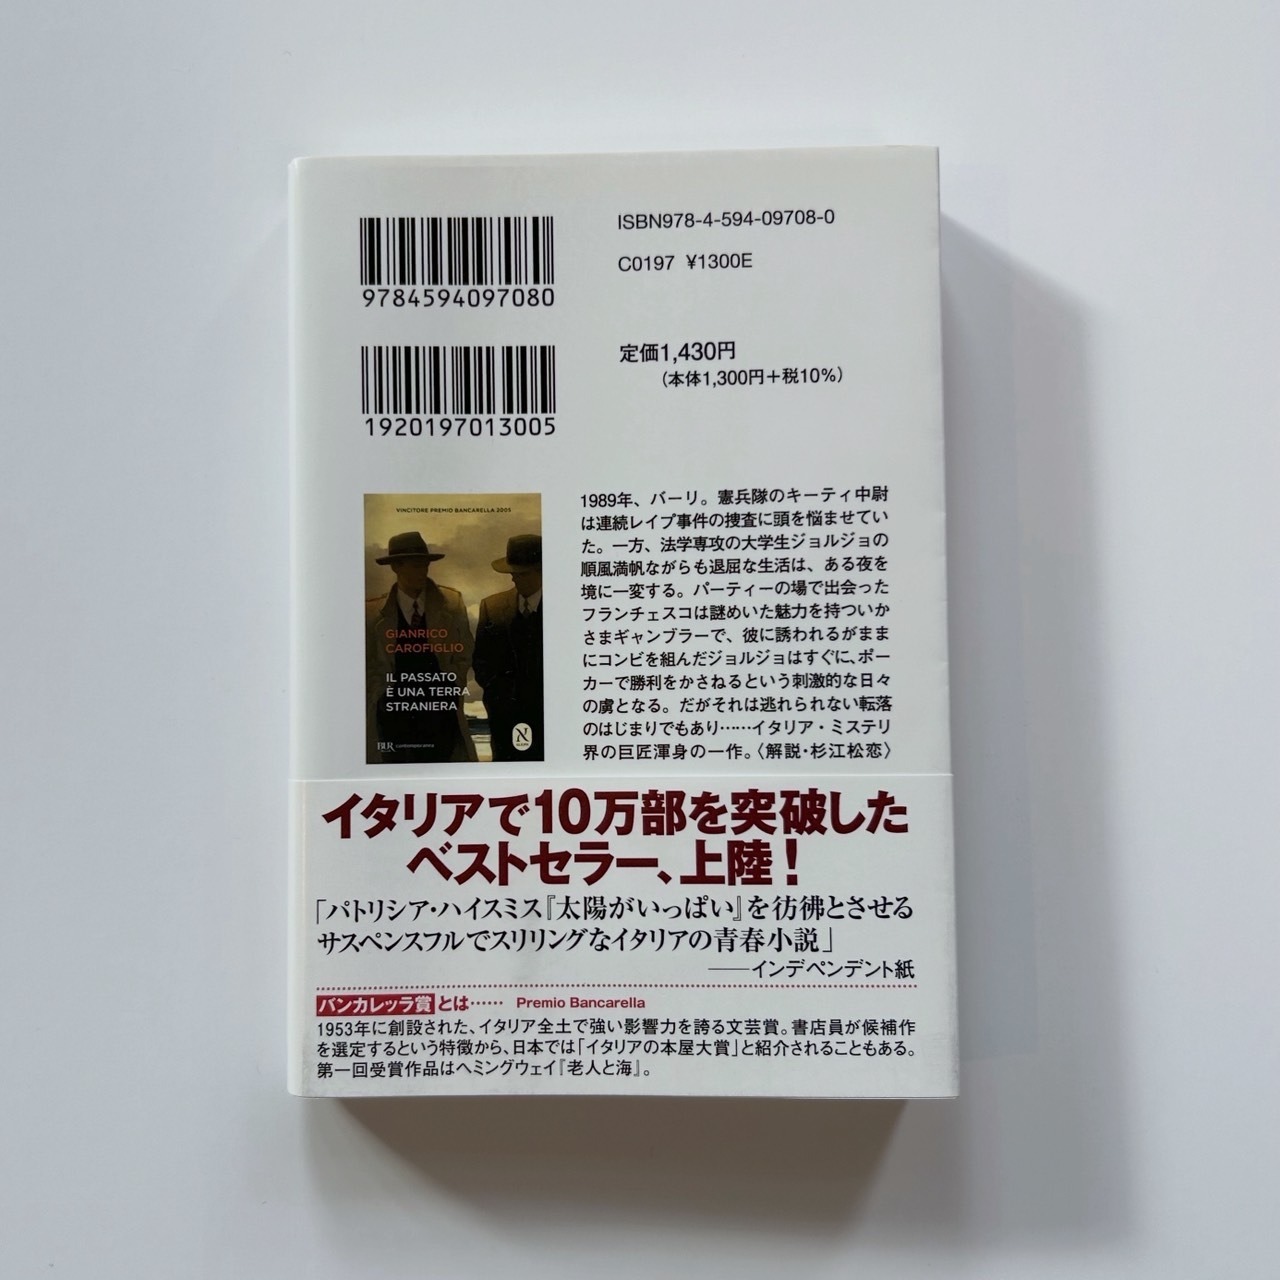 ISBN978-4-594-09708-0
C0197 ¥1300E
9784594097080
定価1,430円
(本体1,300円+税10%)
1920197013005
VINCITORE PREMIO BANCARELLA 2005
GIANRICO
CAROFIGLIO
IL PASSATO
È UNA TERRA
STRANIERA
BUR
N
1989年、バーリ。憲兵隊のキーティ中尉
は連続レイプ事件の捜査に頭を悩ませてい
た。一方、法学専攻の大学生ジョルジョの
順風満帆ながらも退屈な生活は、ある夜を
境に一変する。パーティーの場で出会った
フランチェスコは謎めいた魅力を持ついか
さまギャンブラーで、彼に誘われるがまま
にコンビを組んだジョルジョはすぐに、ポー
カーで勝利をかさねるという刺激的な日々
の虜となる。だがそれは逃れられない転落
のはじまりでもあり……イタリア・ミステリ
界の巨匠渾身の一作。〈解説・杉江松恋〉
イタリアで10万部を突破した
ベストセラー、上陸！
「パトリシア・ハイスミス『太陽がいっぱい』を彷彿とさせる
サスペンスフルでスリリングなイタリアの青春小説」
——インデペンデント紙
バンカレッラ賞とは…… Premio Bancarella
1953年に創設された、イタリア全土で強い影響力を誇る文芸賞。書店員が候補作
を選定するという特徴から、日本では「イタリアの本屋大賞」と紹介されることもある。
第一回受賞作品はヘミングウェイ『老人と海』。